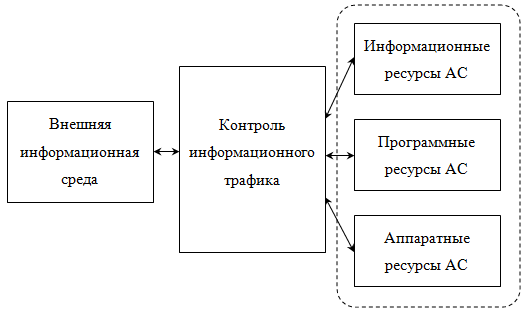 Внешняя
информационная
среда
Контроль
информационного
трафика
Информационные
ресурсы АС
Программные
ресурсы АС
Аппаратные
ресурсы АС